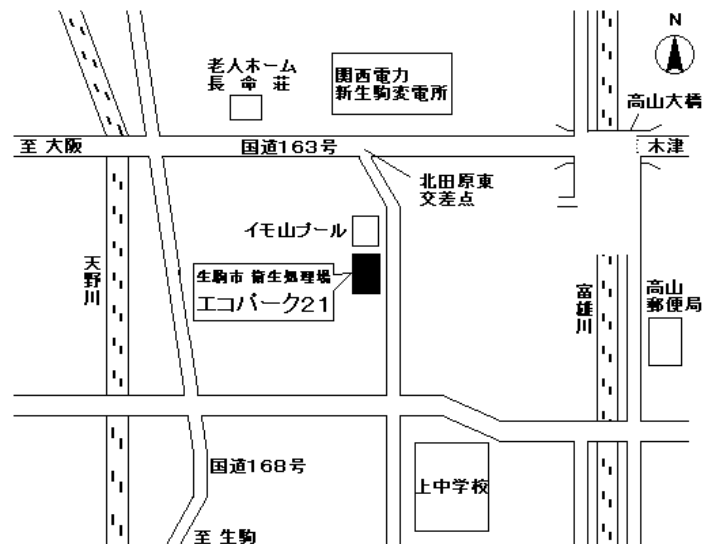 N
老人ホーム
長命荘
関西電力
新生駒変電所
高山大橋
至 大阪
国道163号
木津
北田原東
交差点
イモ山プール
生駒市 衛生処理場
エコパーク21
天野川
富雄川
高山
郵便局
国道168号
上中学校
至 生駒